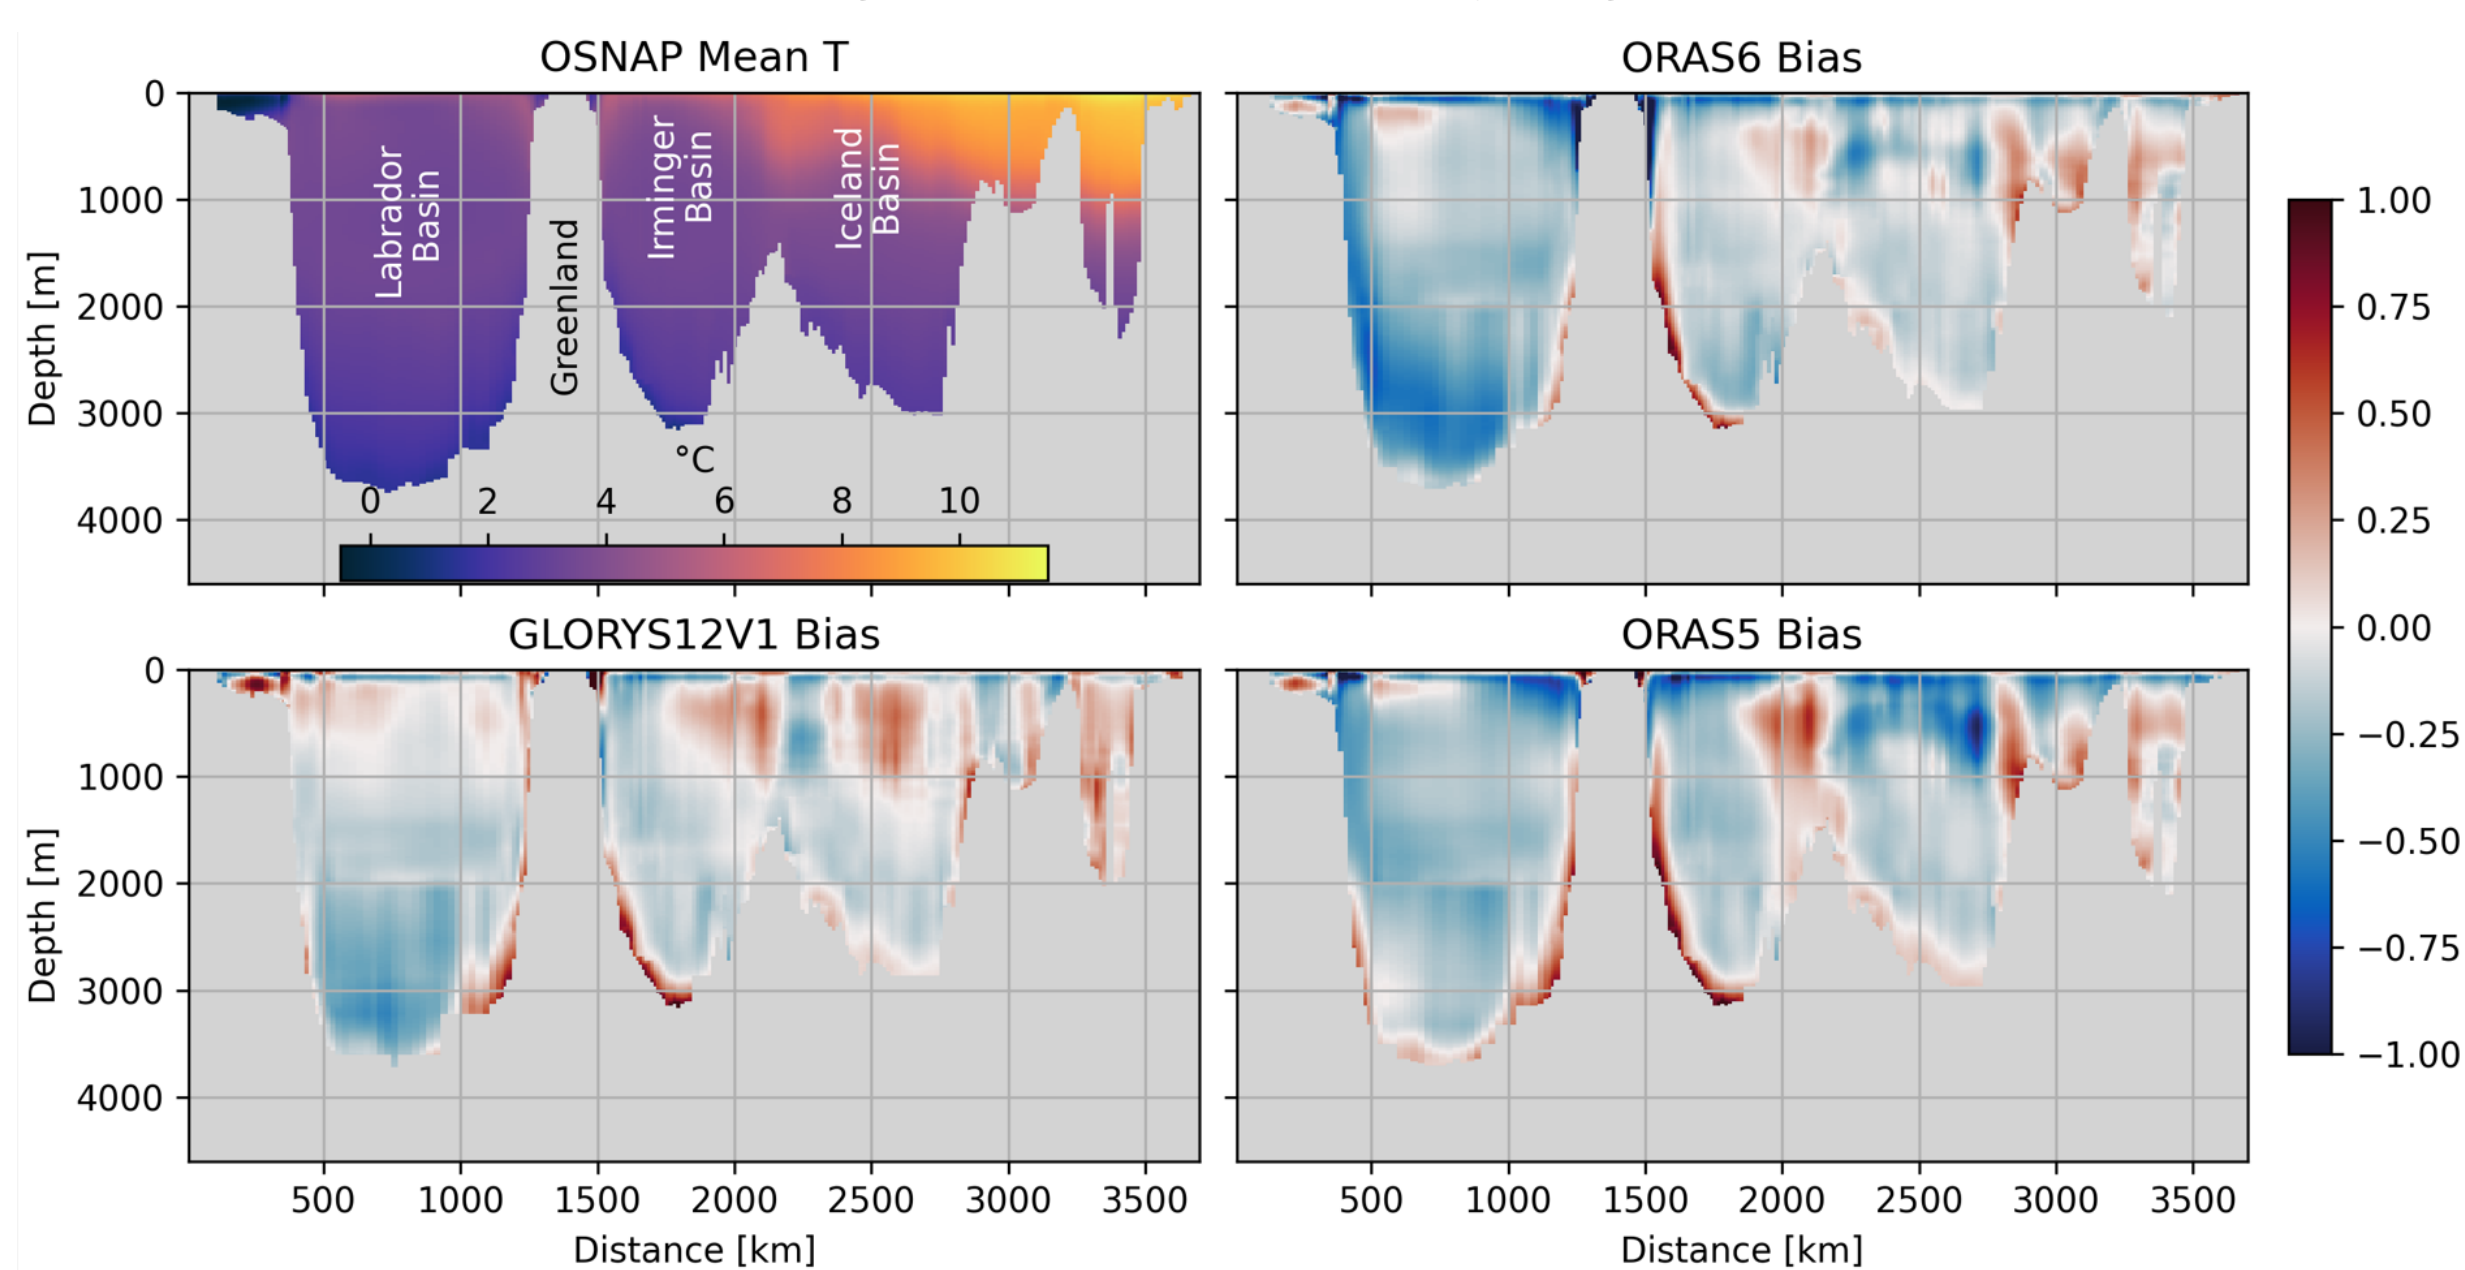 OSNAP Mean T
ORAS6 Bias
0
1000
2000
3000
4000
Depth [m]
Labrador
Basin
Greenland
Irminger
Basin
Iceland
Basin
°C
0 2 4 6 8 10
1.00
0.75
0.50
0.25
0.00
−0.25
−0.50
−0.75
−1.00
GLORYS12V1 Bias
ORAS5 Bias
0
1000
2000
3000
4000
Depth [m]
500 1000 1500 2000 2500 3000 3500
Distance [km]
500 1000 1500 2000 2500 3000 3500
Distance [km]